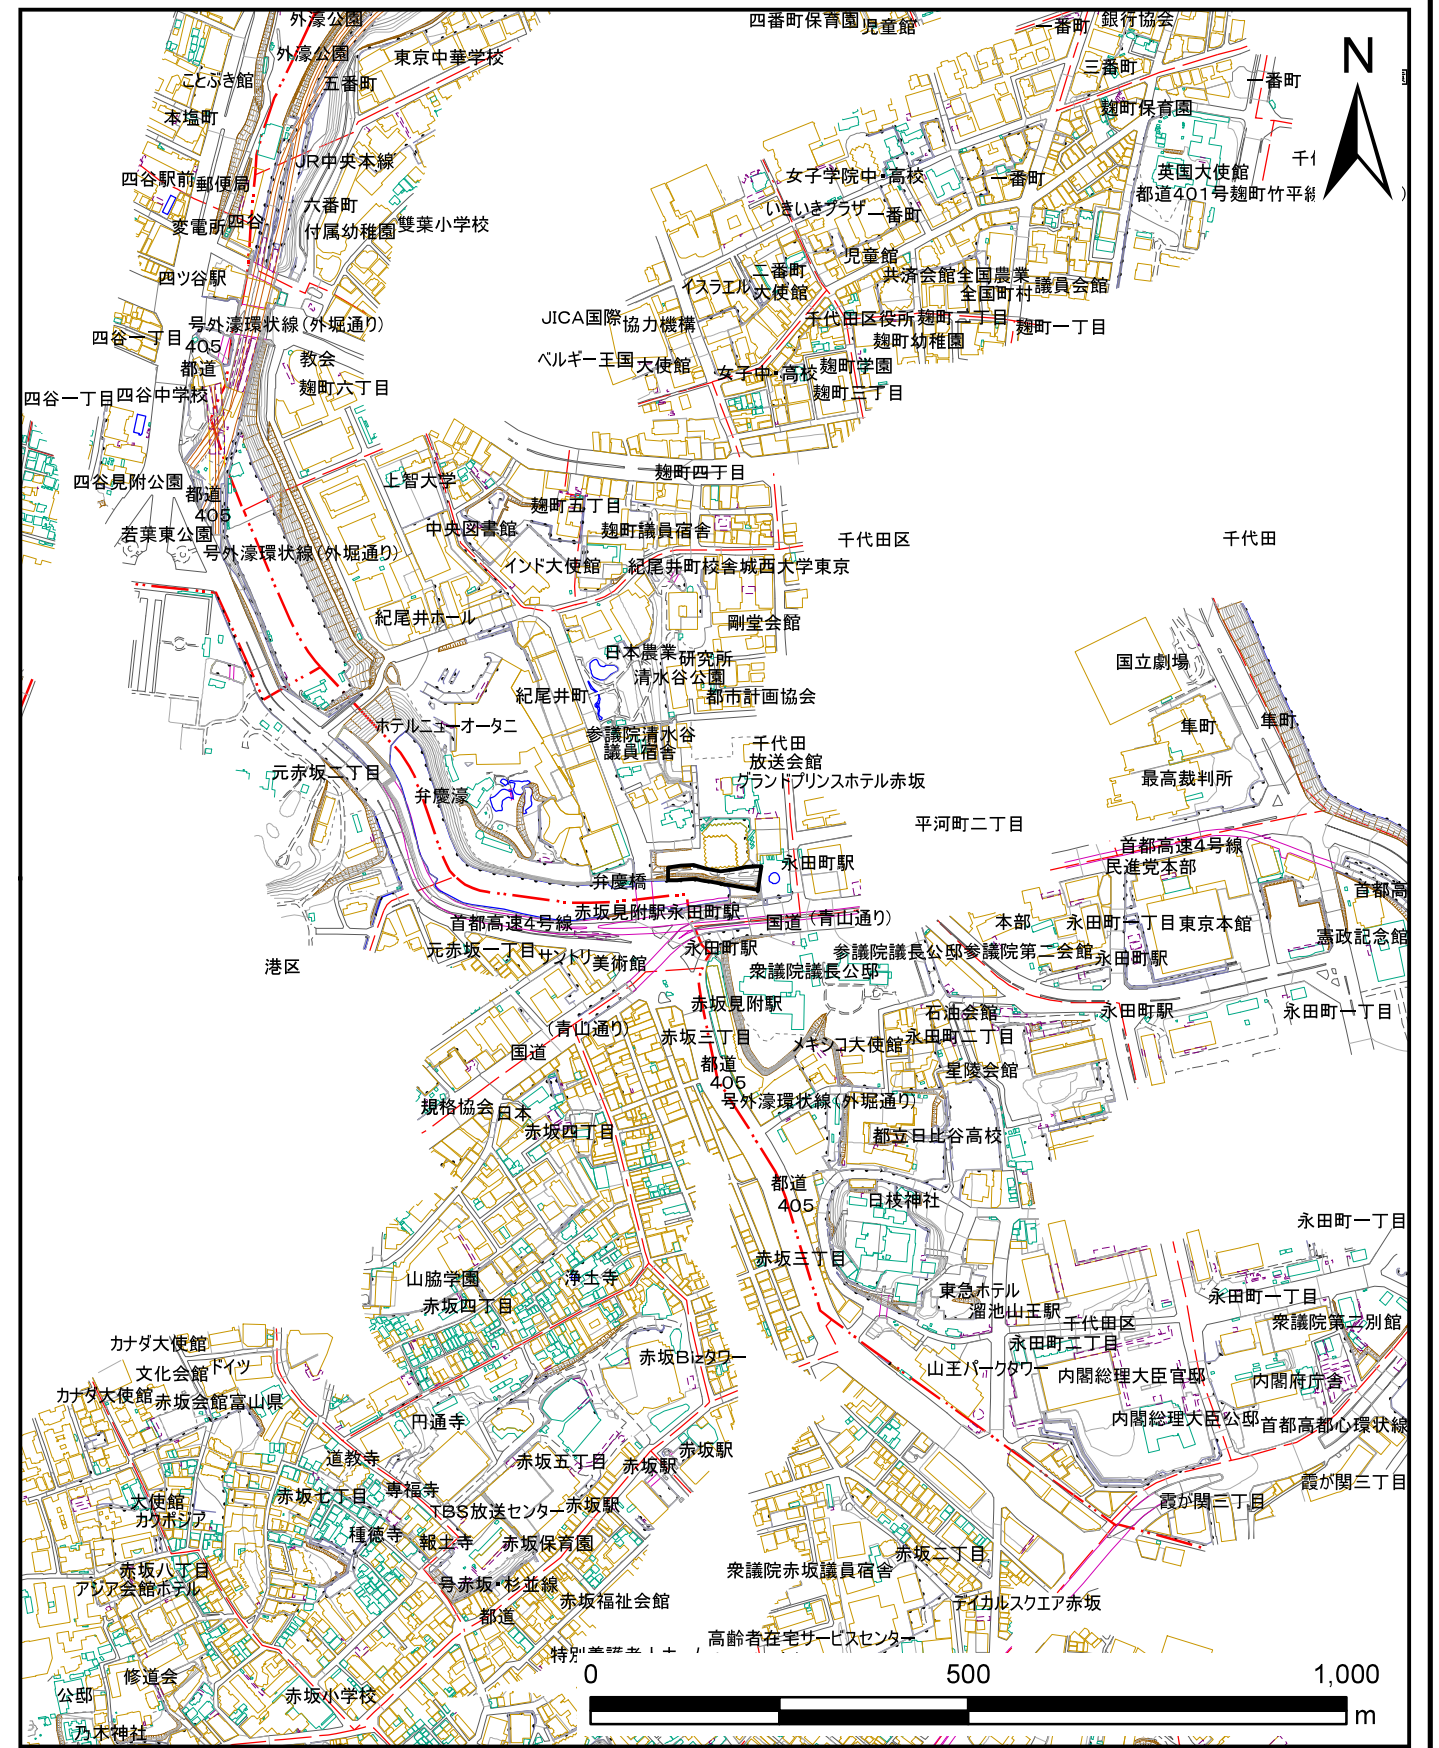 外濠公園
四番町保育園
児童館
一番町
銀行協会
外濠公園
東京中華学校
ことぶき館
五番町
三番町
一番町
N
本塩町
麹町保育園
JR中央本線
千代
四谷駅前
郵便局
女子学院中・高校
一番町
英国大使館
都道401号麹町竹平線
六番町
いきいきプラザ一番町
変電所
四谷
付属幼稚園
雙葉小学校
児童館
四ツ谷駅
二番町
共済会館
全国農業
イスラエル
大使館
全国町村
議員会館
JICA国際
協力機構
千代田区役所
麹町二丁目
麹町一丁目
号外濠環状線(外堀通り)
四谷一丁目
405
都道
教会
麹町幼稚園
ベルギー王国
大使館
女子中・高校
麹町学園
麹町六丁目
麹町三丁目
四谷一丁目
四谷中学校
上智大学
麹町四丁目
四谷見附公園
都道
405
麹町五丁目
中央図書館
麹町議員宿舎
若葉東公園
号外濠環状線(外堀通り)
千代田区
千代田
インド大使館
紀尾井町校舎城西大学東京
紀尾井ホール
剛堂会館
日本農業
研究所
清水谷公園
国立劇場
紀尾井町
都市計画協会
ホテルニューオータニ
参議院清水谷
議員宿舎
隼町
隼町
千代田
放送会館
元赤坂二丁目
グランドプリンスホテル赤坂
最高裁判所
弁慶濠
平河町二丁目
首都高速4号線
永田町駅
民進党本部
弁慶橋
首都高
赤坂見附駅
永田町駅
首都高速4号線
国道
(青山通り)
本部
永田町一丁目
東京本館
憲政記念館
元赤坂一丁目
サントリ
美術館
永田町駅
参議院議長公邸
参議院第二会館
永田町駅
港区
衆議院議長公邸
赤坂見附駅
石油会館
永田町駅
永田町一丁目
(青山通り)
国道
赤坂三丁目
メキシコ大使館
永田町二丁目
都道
405
星陵会館
規格協会
日本
号外濠環状線(外堀通り)
赤坂四丁目
都立日比谷高校
都道
405
日枝神社
永田町一丁目
赤坂三丁目
山脇学園
浄土寺
東急ホテル
永田町一丁目
赤坂四丁目
溜池山王駅
千代田区
衆議院第二別館
カナダ大使館
永田町二丁目
赤坂Bizタワー
文化会館
ドイツ
山王パークタワー
内閣総理大臣官邸
内閣府庁舎
カナダ大使館
赤坂会館
富山県
円通寺
内閣総理大臣公邸
首都高都心環状線
赤坂駅
道教寺
赤坂五丁目
赤坂駅
霞が関三丁目
赤坂七丁目
専福寺
大使館
カンボジア
TBS放送センター
赤坂駅
霞が関三丁目
種徳寺
報土寺
赤坂保育園
赤坂二丁目
赤坂八丁目
衆議院赤坂議員宿舎
アジア会館ホテル
号赤坂・杉並線
赤坂福祉会館
デイカルスクエア赤坂
都道
高齢者在宅サービスセンター
特別養護老人ホーム
修道会
公邸
赤坂小学校
乃木神社
0
500
1,000
m